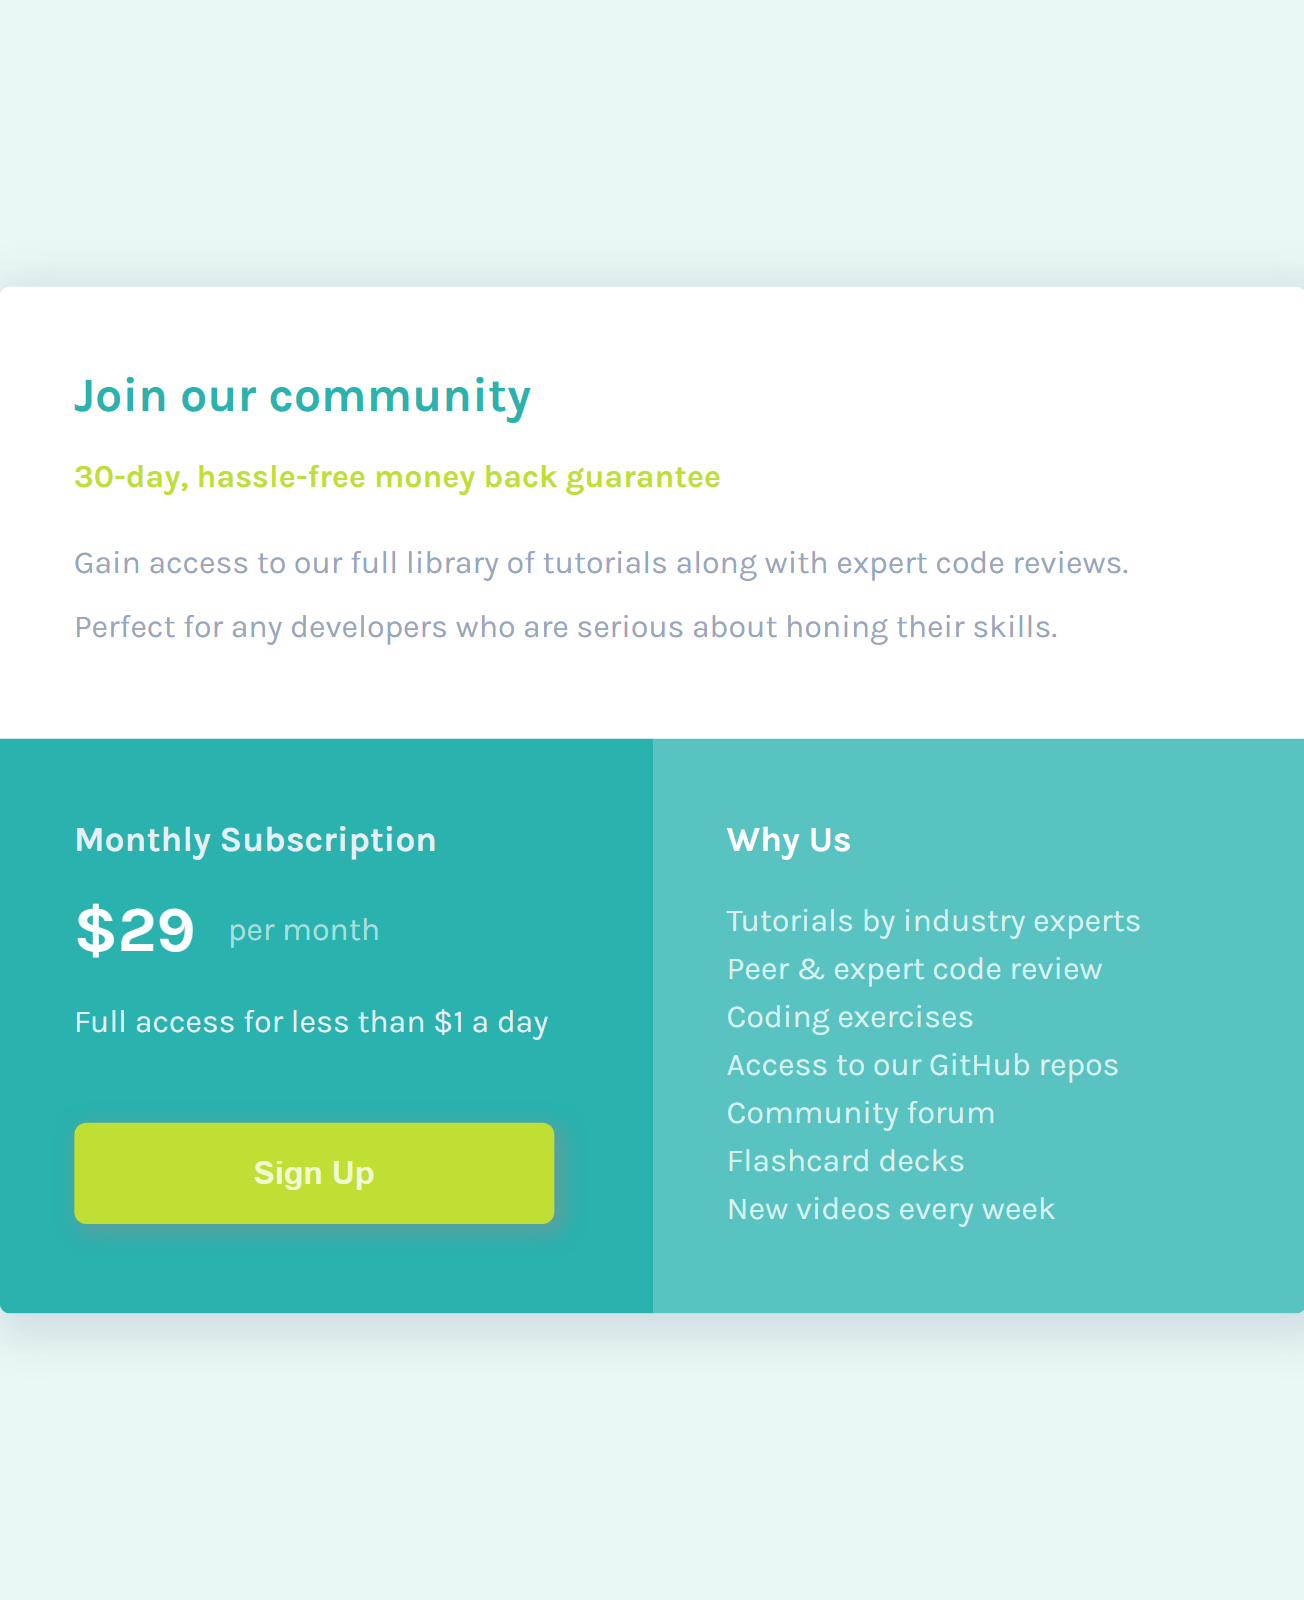 Join our community
30-day, hassle-free money back guarantee
Gain access to our full library of tutorials along with expert code reviews.
Perfect for any developers who are serious about honing their skills.
Monthly Subscription
$29 per month
Full access for less than $1 a day
Sign Up
Why Us
Tutorials by industry experts
Peer & expert code review
Coding exercises
Access to our GitHub repos
Community forum
Flashcard decks
New videos every week